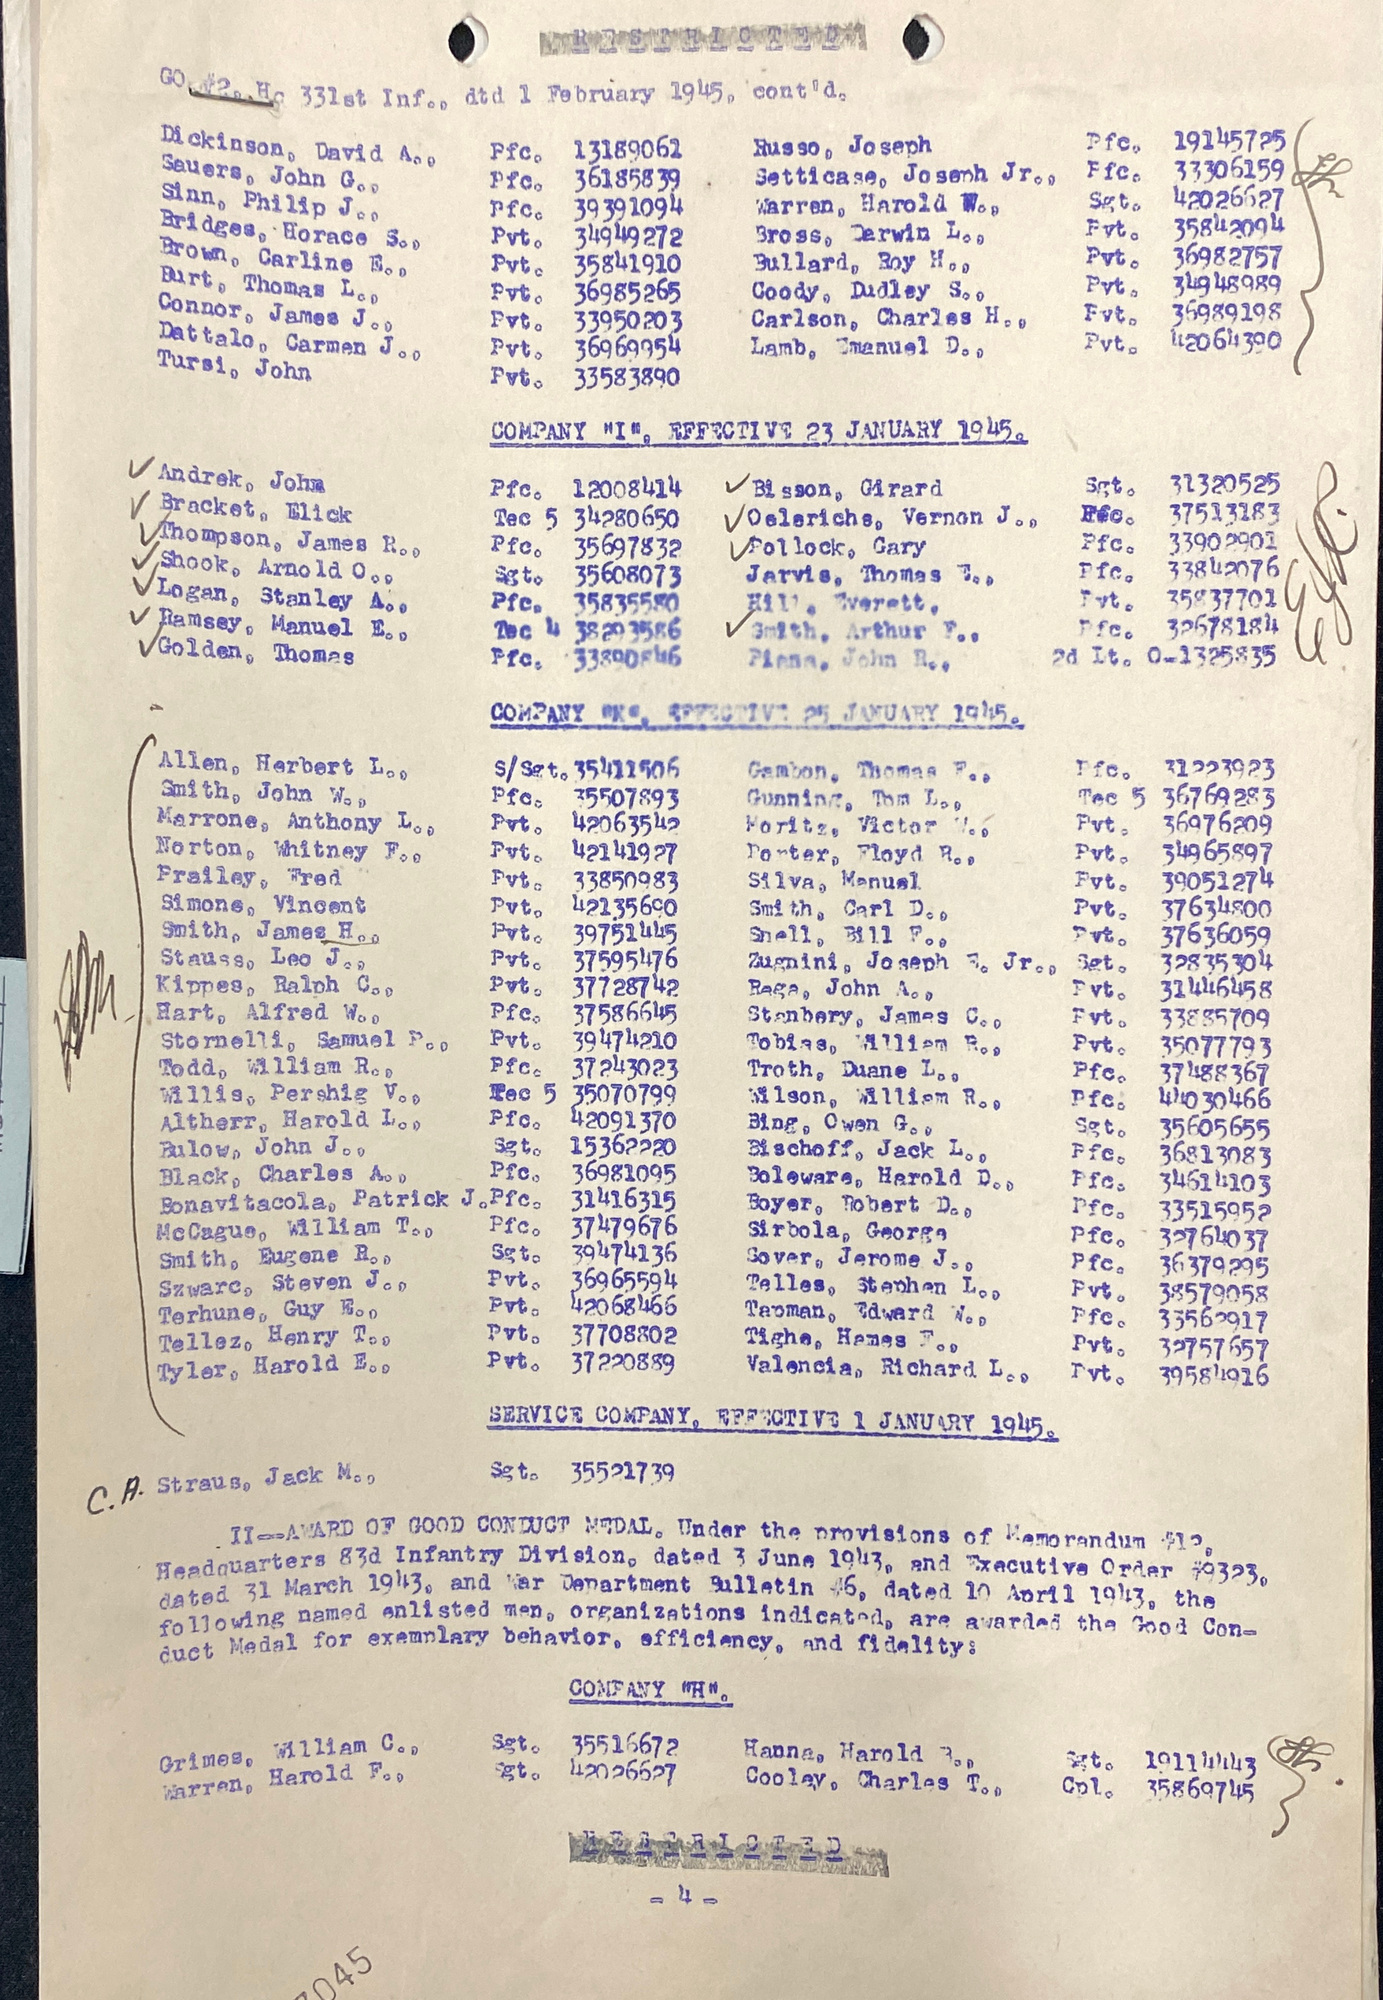 RESTRICTED
GO #2, Hq 331st Inf., dtd 1 February 1945, cont'd.
Dickinson, David A., Pfc. 13189061 Russo, Joseph Pfc. 19145725
Sauers, John G., Pfc. 36185839 Setticase, Joseph Jr., Pfc. 33306159
Sinn, Philip J., Pfc. 39391094 Warren, Harold W., Sgt. 42026627
Bridges, Horace S., Pvt. 34949272 Bross, Darwin L., Pvt. 35842094
Brown, Carline E., Pvt. 35841910 Bullard, Roy H., Pvt. 36982757
Burt, Thomas L., Pvt. 36985265 Coody, Dudley S., Pvt. 34948989
Connor, James J., Pvt. 33950203 Carlson, Charles H., Pvt. 36989198
Dattalo, Carmen J., Pvt. 36969954 Lamb, Emanuel D., Pvt. 42064390
Tursi, John Pvt. 33583890
COMPANY "I", EFFECTIVE 23 JANUARY 1945.
Andrek, John Pfc. 12008414 Bisson, Girard Sgt. 31320525
Bracket, Elick Tec 5 34280650 Oelerichs, Vernon J., Pfc. 37513183
Thompson, James R., Pfc. 35697832 Pollock, Gary Pfc. 33902901
Shook, Arnold O., Sgt. 35608073 Jarvis, Thomas E., Pfc. 33842076
Logan, Stanley A., Pfc. 35835580 Hill, Everett, Pvt. 35837701
Ramsey, Manuel E., Tec 4 38293586 Smith, Arthur F., Pfc. 32678184
Golden, Thomas Pfc. 33890846 Piana, John R., 2d Lt. O-1325835
COMPANY "K", EFFECTIVE 25 JANUARY 1945.
Allen, Herbert L., S/Sgt. 35411506 Gambon, Thomas F., Pfc. 31223923
Smith, John W., Pfc. 35507893 Gunning, Tom L., Tec 5 36769283
Marrone, Anthony L., Pvt. 42063542 Moritz, Victor Pvt. 36976209
Norton, Whitney F., Pvt. 42141927 Porter, Floyd R., Pvt. 34965897
Prailey, Fred Pvt. 33850983 Silva, Manuel Pvt. 39051274
Simone, Vincent Pvt. 42135690 Smith, Carl D., Pvt. 37634800
Smith, James H., Pvt. 39751445 Snell, Bill F., Pvt. 37636059
Stauss, Leo J., Pvt. 37595476 Zugnini, Joseph E. Jr., Sgt. 32835304
Kippes, Ralph C., Pvt. 37728742 Raga, John A., Pvt. 31446458
Hart, Alfred W., Pfc. 37586645 Stanbery, James C., Pvt. 33885709
Stornelli, Samuel P., Pvt. 39474210 Tobias, William R., Pvt. 35077793
Todd, William R., Pfc. 37243023 Troth, Duane L., Pfc. 37488367
Willis, Pershig V., Tec 5 35070799 Wilson, William R., Pfc. 44030466
Altherr, Harold L., Pfc. 42091370 Bing, Owen G., Sgt. 35605655
Bulow, John J., Sgt. 15362220 Bischoff, Jack L., Pfc. 36813083
Black, Charles A., Pfc. 36981095 Boleware, Harold D., Pfc. 34614103
Bonavitacola, Patrick J. Pfc. 31416315 Boyer, Robert D., Pfc. 33515952
McCague, William T., Pfc. 37479676 Sirbola, George Pfc. 32764037
Smith, Eugene R., Sgt. 39474136 Sover, Jerome J., Pfc. 36379295
Szwarc, Steven J., Pvt. 36965594 Telles, Stephen L., Pvt. 38579058
Terhune, Guy E., Pvt. 42068466 Tapman, Edward W., Pfc. 33562917
Tellez, Henry T., Pvt. 37708802 Tighe, Hames F., Pvt. 32757657
Tyler, Harold E., Pvt. 37220889 Valencia, Richard L., Pvt. 39584916
SERVICE COMPANY, EFFECTIVE 1 JANUARY 1945.
C.A. Straus, Jack M., Sgt. 35521739
II--AWARD OF GOOD CONDUCT MEDAL. Under the provisions of Memorandum #12,
Headquarters 83d Infantry Division, dated 3 June 1943, and Executive Order #9323,
dated 31 March 1943, and War Department Bulletin #6, dated 10 April 1943, the
following named enlisted men, organizations indicated, are awarded the Good Con-
duct Medal for exemplary behavior, efficiency, and fidelity:
COMPANY "H".
Grimes, William C., Sgt. 35516672 Hanna, Harold B., Sgt. 19114443
Warren, Harold F., Sgt. 42026627 Cooley, Charles T., Cpl. 35869745
RESTRICTED
- 4 -
3045